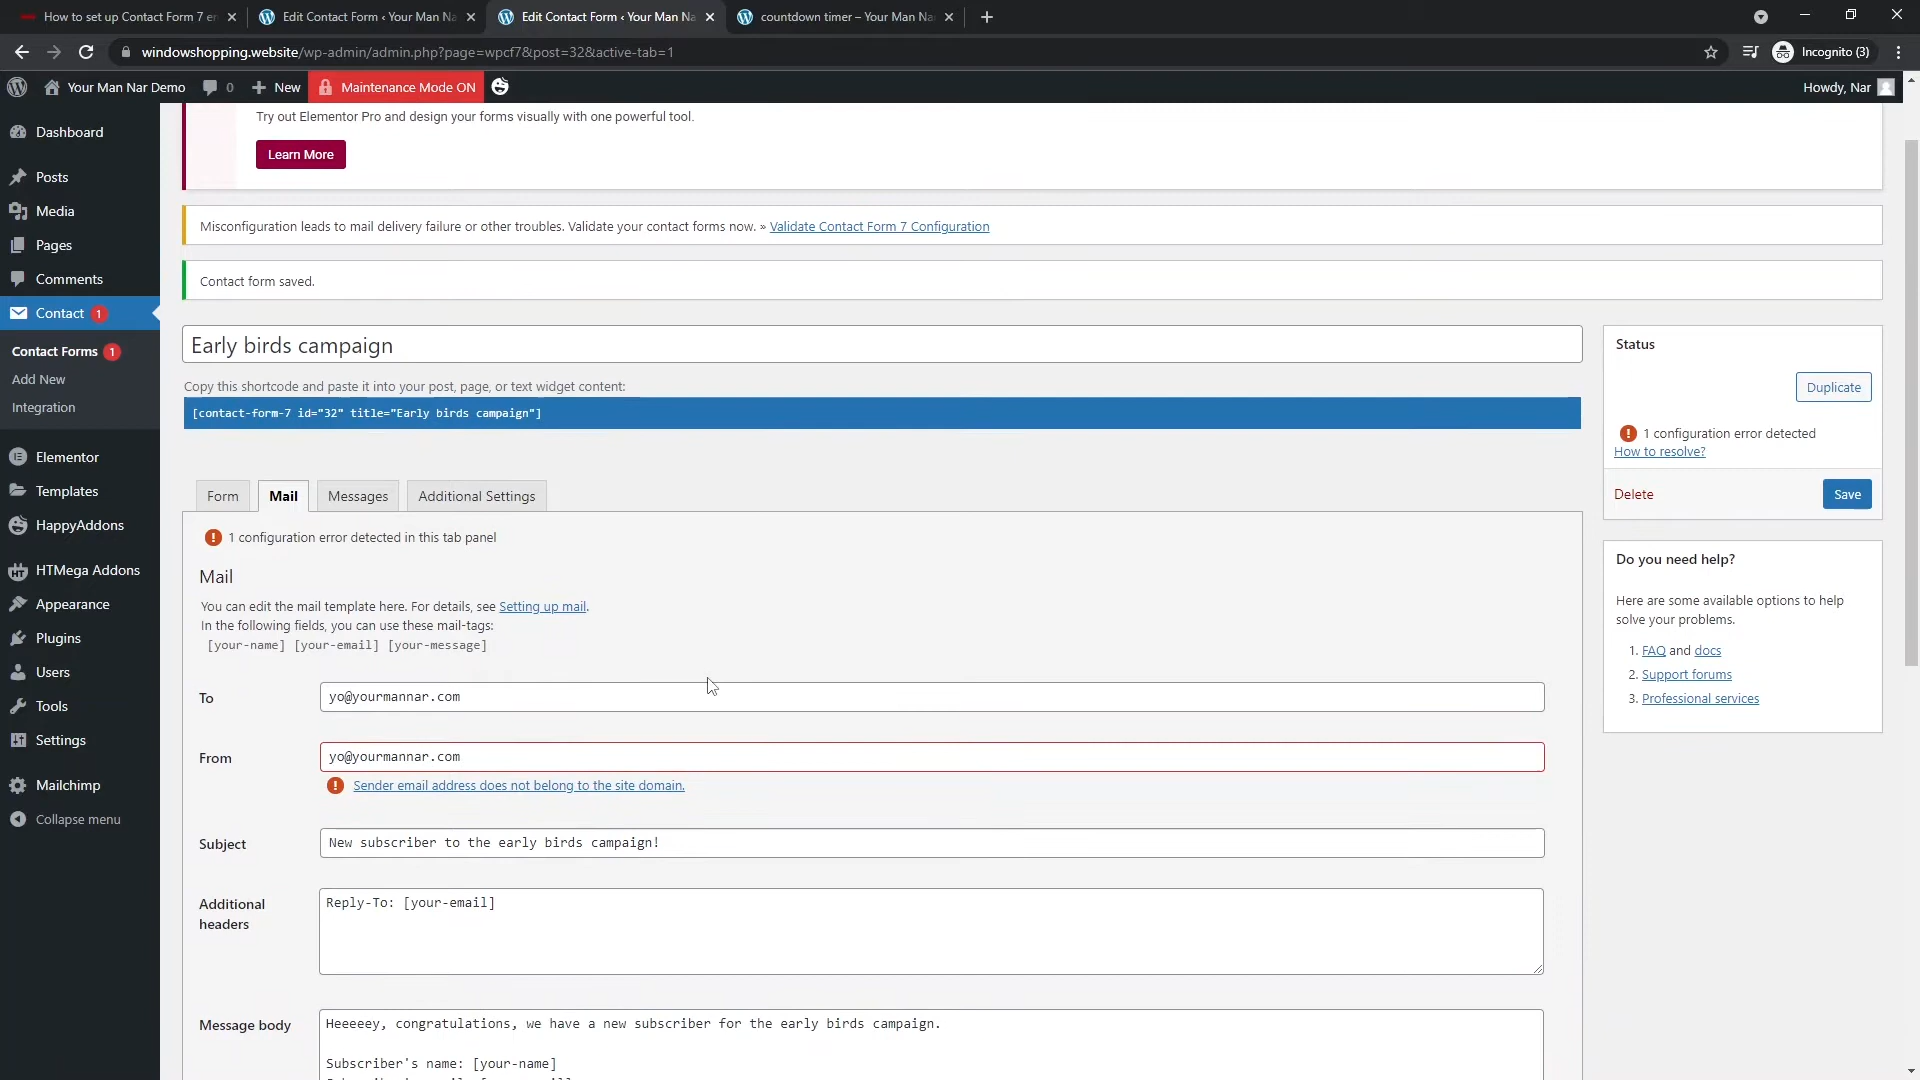 How to set up Contact Form 7 er
Edit Contact Form ‹ Your Man Na
Edit Contact Form ‹ Your Man Na
countdown timer – Your Man Na
windowshopping.website/wp-admin/admin.php?page=wpcf7&post=32&active-tab=1
Incognito (3)
Your Man Nar Demo
0
New
Maintenance Mode ON
Howdy, Nar
Dashboard
Posts
Media
Pages
Comments
Contact 1
Contact Forms 1
Add New
Integration
Elementor
Templates
HappyAddons
HTMega Addons
Appearance
Plugins
Users
Tools
Settings
Mailchimp
Collapse menu
Try out Elementor Pro and design your forms visually with one powerful tool.
Learn More
Misconfiguration leads to mail delivery failure or other troubles. Validate your contact forms now. » Validate Contact Form 7 Configuration
Contact form saved.
Early birds campaign
Copy this shortcode and paste it into your post, page, or text widget content:
[contact-form-7 id="32" title="Early birds campaign"]
Form
Mail
Messages
Additional Settings
1 configuration error detected in this tab panel
Mail
You can edit the mail template here. For details, see Setting up mail.
In the following fields, you can use these mail-tags:
[your-name] [your-email] [your-message]
To
yo@yourmannar.com
From
yo@yourmannar.com
Sender email address does not belong to the site domain.
Subject
New subscriber to the early birds campaign!
Additional
headers
Reply-To: [your-email]
Message body
Heeeeey, congratulations, we have a new subscriber for the early birds campaign.
Subscriber's name: [your-name]
Status
Duplicate
1 configuration error detected
How to resolve?
Delete
Save
Do you need help?
Here are some available options to help
solve your problems.
1. FAQ and docs
2. Support forums
3. Professional services